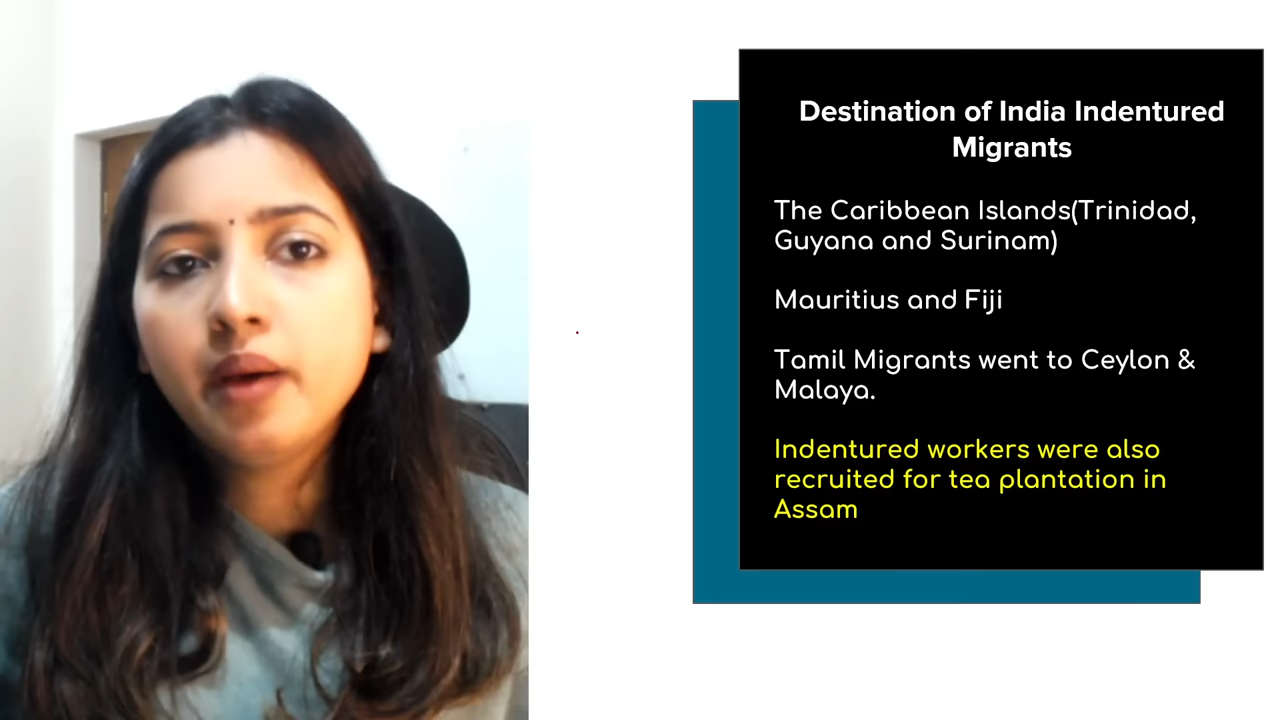 Destination of India Indentured
Migrants
The Caribbean Islands(Trinidad,
Guyana and Surinam)
Mauritius and Fiji
Tamil Migrants went to Ceylon &
Malaya.
Indentured workers were also
recruited for tea plantation in
Assam